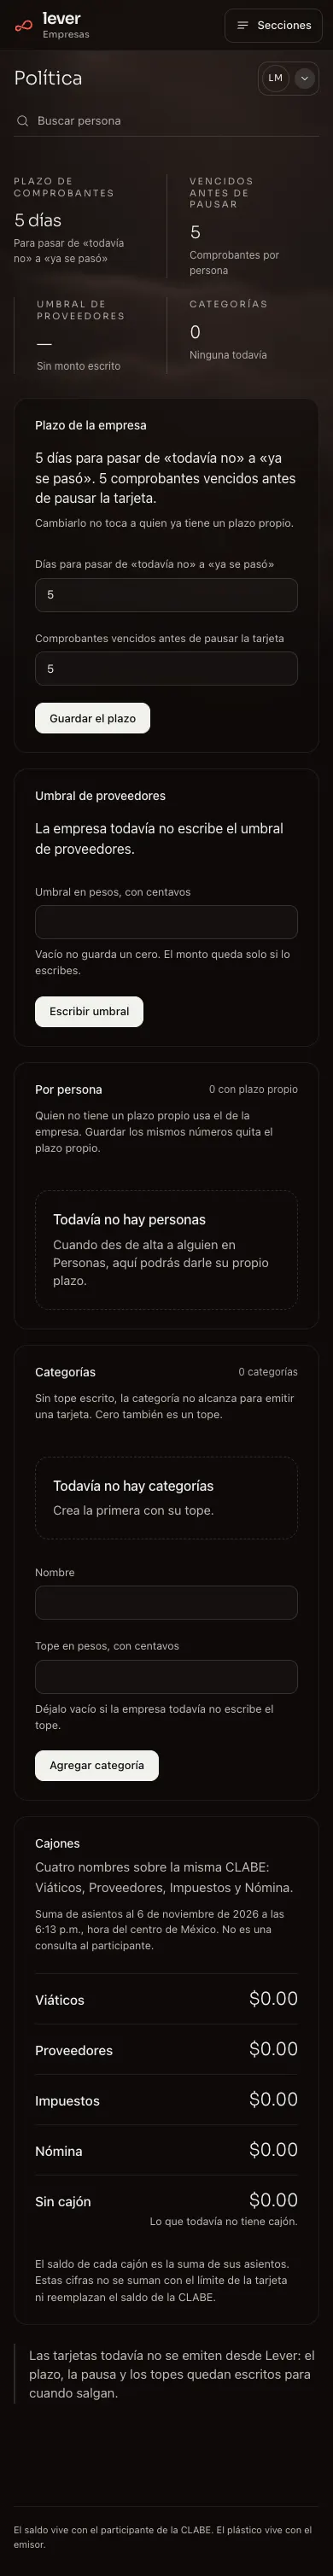 lever
Empresas
Secciones
Política
LM
Buscar persona
PLAZO DE
COMPROBANTES
5 días
Para pasar de «todavía
no» a «ya se pasó»
VENCIDOS
ANTES DE
PAUSAR
5
Comprobantes por
persona
UMBRAL DE
PROVEEDORES
—
Sin monto escrito
CATEGORÍAS
0
Ninguna todavía
Plazo de la empresa
5 días para pasar de «todavía no» a «ya
se pasó». 5 comprobantes vencidos antes
de pausar la tarjeta.
Cambiarlo no toca a quien ya tiene un plazo propio.
Días para pasar de «todavía no» a «ya se pasó»
5
Comprobantes vencidos antes de pausar la tarjeta
5
Guardar el plazo
Umbral de proveedores
La empresa todavía no escribe el umbral
de proveedores.
Umbral en pesos, con centavos
Vacío no guarda un cero. El monto queda solo si lo
escribes.
Escribir umbral
Por persona
0 con plazo propio
Quien no tiene un plazo propio usa el de la
empresa. Guardar los mismos números quita el
plazo propio.
Todavía no hay personas
Cuando des de alta a alguien en
Personas, aquí podrás darle su propio
plazo.
Categorías
0 categorías
Sin tope escrito, la categoría no alcanza para emitir
una tarjeta. Cero también es un tope.
Todavía no hay categorías
Crea la primera con su tope.
Nombre
Tope en pesos, con centavos
Déjalo vacío si la empresa todavía no escribe el
tope.
Agregar categoría
Cajones
Cuatro nombres sobre la misma CLABE:
Viáticos, Proveedores, Impuestos y Nómina.
Suma de asientos al 6 de noviembre de 2026 a las
6:13 p.m., hora del centro de México. No es una
consulta al participante.
Viáticos $0.00
Proveedores $0.00
Impuestos $0.00
Nómina $0.00
Sin cajón $0.00
Lo que todavía no tiene cajón.
El saldo de cada cajón es la suma de sus asientos.
Estas cifras no se suman con el límite de la tarjeta
ni reemplazan el saldo de la CLABE.
Las tarjetas todavía no se emiten desde Lever: el
plazo, la pausa y los topes quedan escritos para
cuando salgan.
El saldo vive con el participante de la CLABE. El plástico vive con el
emisor.